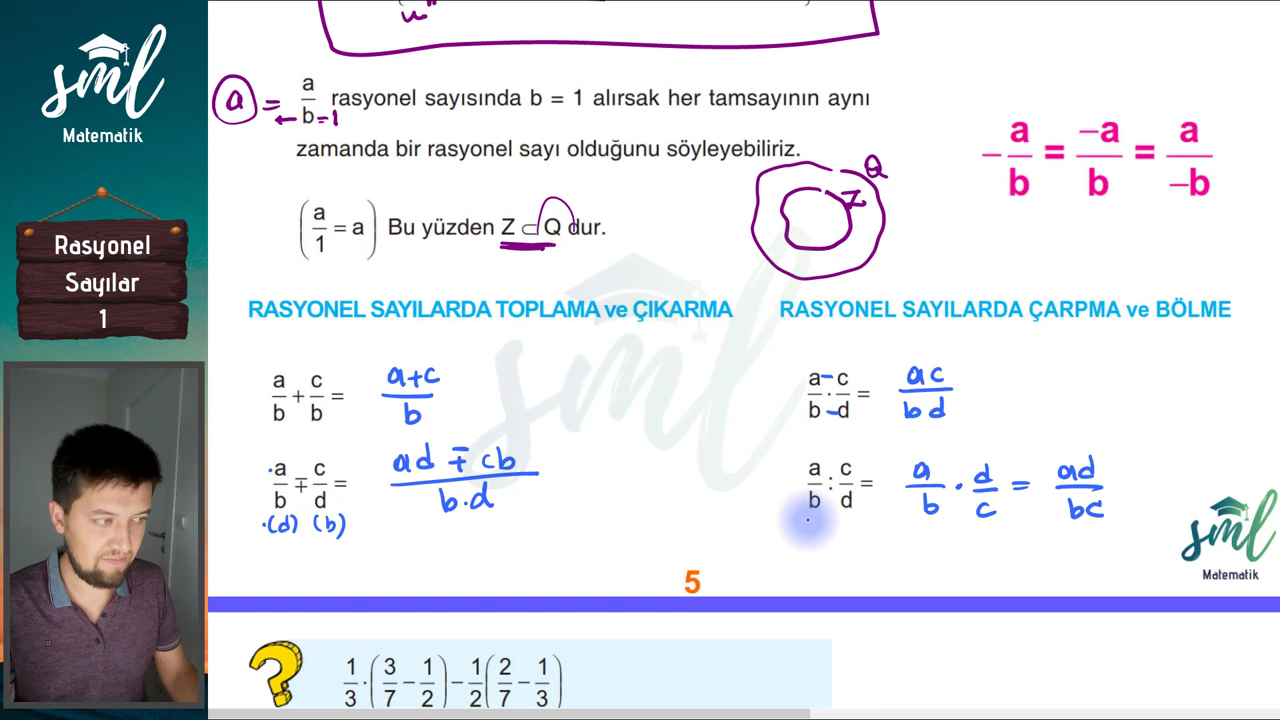 sml
Matematik
Rasyonel
Sayılar
1
a = a/b rasyonel sayısında b = 1 alırsak her tamsayının aynı
← b=1
zamanda bir rasyonel sayı olduğunu söyleyebiliriz.
(a/1 = a) Bu yüzden Z ⊂ Q dur.
Q
Z
-a/b = -a/b = a/-b
RASYONEL SAYILARDA TOPLAMA ve ÇIKARMA
a/b + c/b = a+c/b
a/b ∓ c/d = ad ∓ cb/b·d
·(d) (b)
RASYONEL SAYILARDA ÇARPMA ve BÖLME
a/b · c/d = ac/bd
a/b : c/d = a/b · d/c = ad/bc
sml
Matematik
5
?
1/3·(3/7-1/2)-1/2(2/7-1/3)